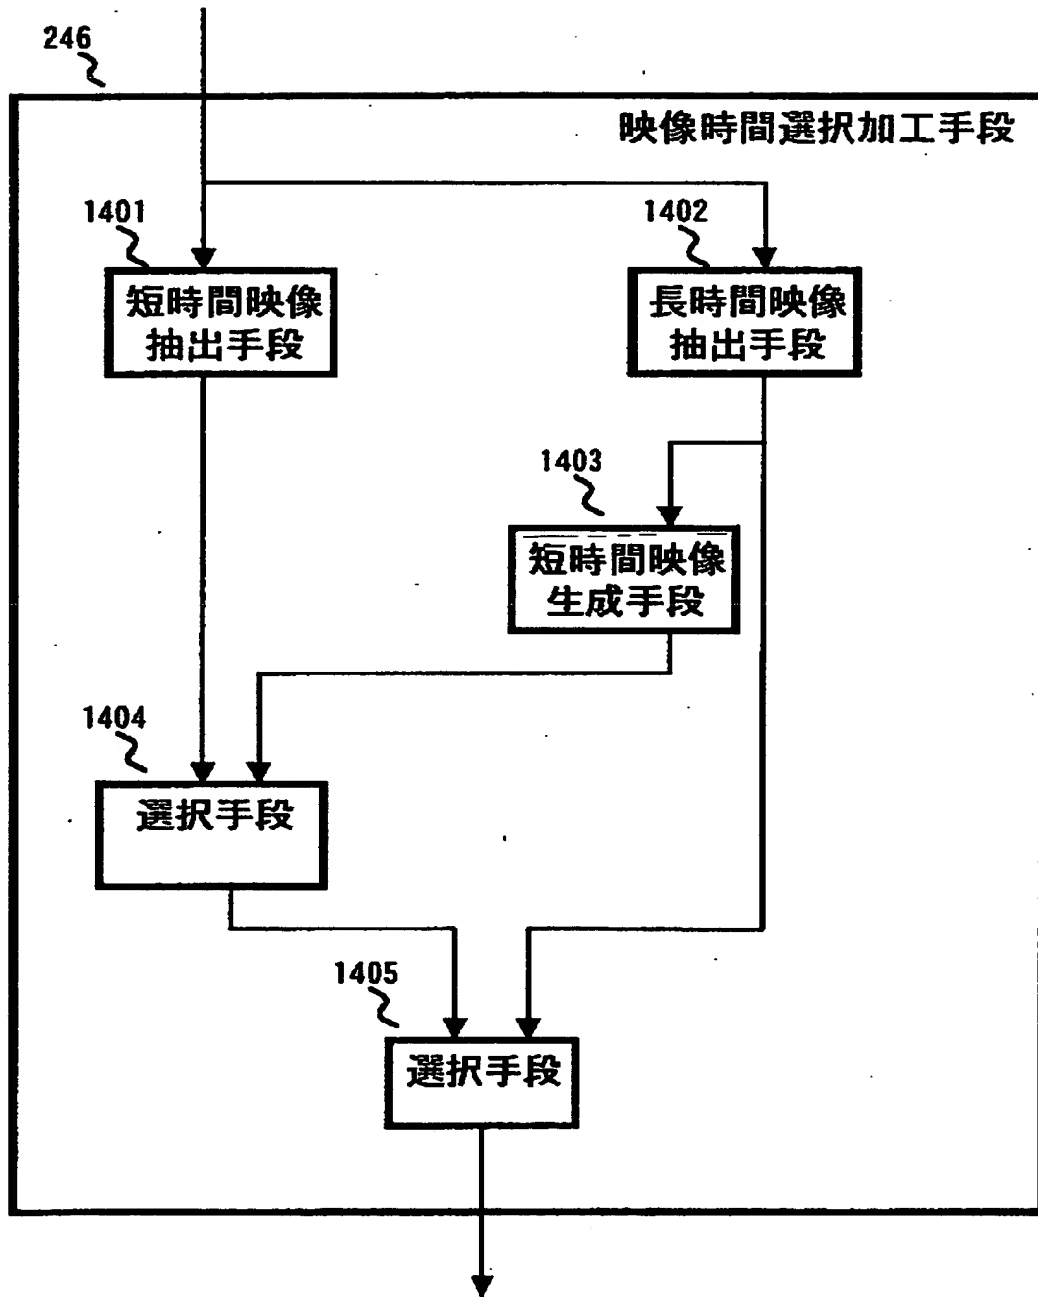 246
映像時間選択加工手段
1401
1402
短時間映像
抽出手段
長時間映像
抽出手段
1403
短時間映像
生成手段
1404
選択手段
1405
選択手段